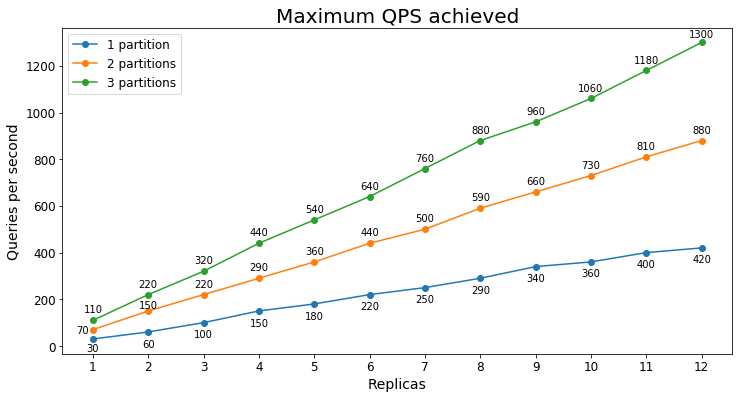 Maximum QPS achieved
1 partition
2 partitions
3 partitions
Queries per second
1200
1000
800
600
400
200
0
110 220 320 440 540 640 760 880 960 1060 1180 1300
70 150 220 290 360 440 500 590 660 730 810 880
30 60 100 150 180 220 250 290 340 360 400 420
1 2 3 4 5 6 7 8 9 10 11 12
Replicas